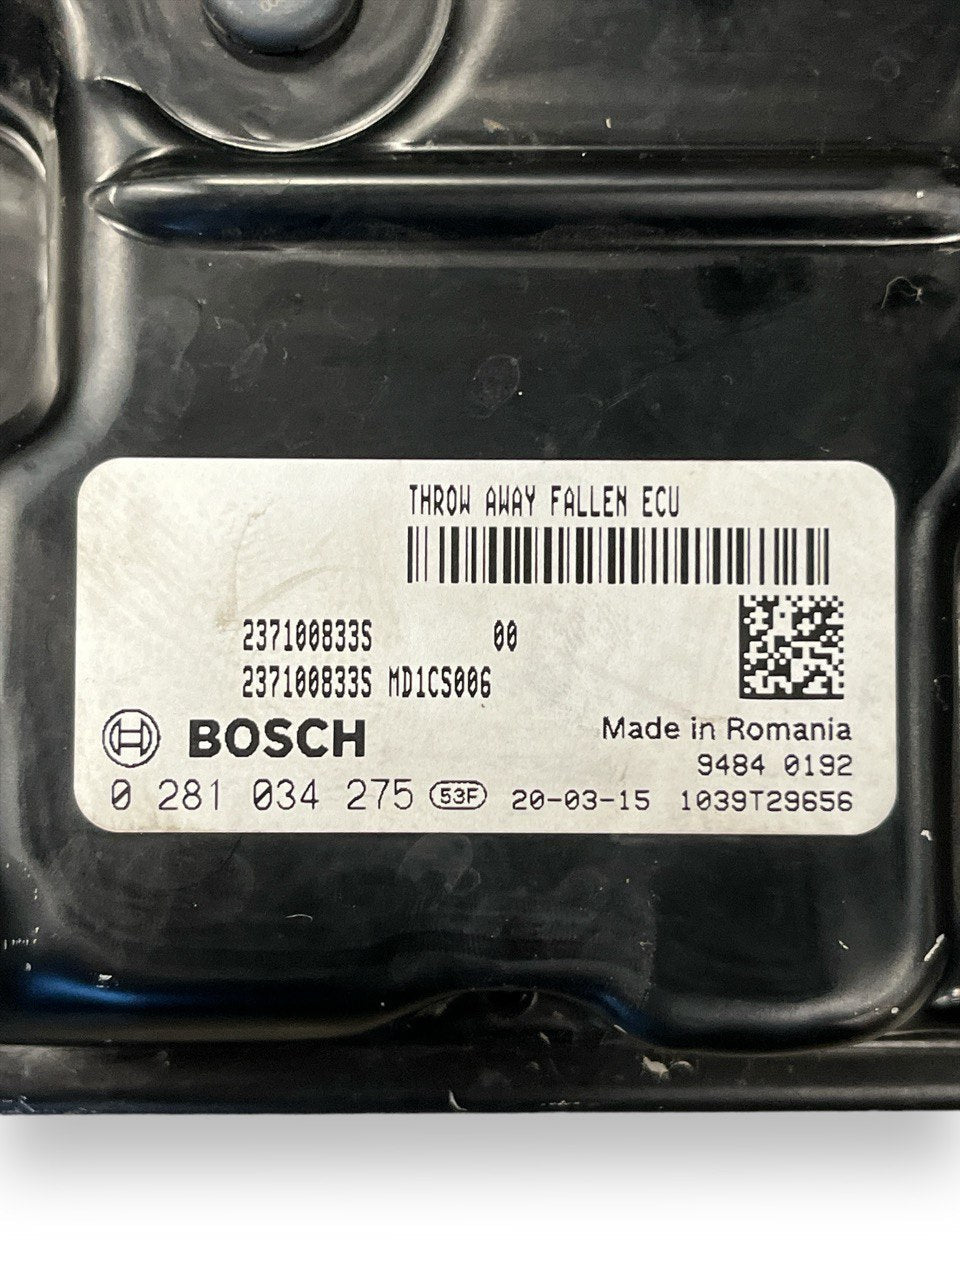 THROW AWAY FALLEN ECU
237100833S 00
237100833S MD1CS006
BOSCH
Made in Romania
9484 0192
0 281 034 275 53F 20-03-15 1039T29656